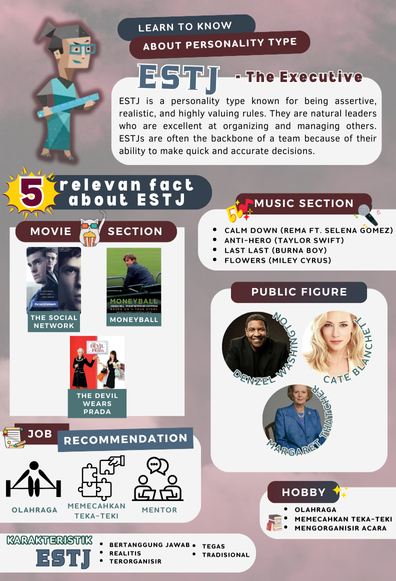 LEARN TO KNOW
ABOUT PERSONALITY TYPE
ESTJ - The Executive
ESTJ is a personality type known for being assertive,
realistic, and highly valuing rules. They are natural leaders
who are excellent at organizing and managing others.
ESTJs are often the backbone of a team because of their
ability to make quick and accurate decisions.
5 relevan fact
about ESTJ
MOVIE SECTION
THE SOCIAL
NETWORK
MONEYBALL
MONEYBALL
THE DEVIL
WEARS
PRADA
MUSIC SECTION
CALM DOWN (REMA FT. SELENA GOMEZ)
ANTI-HERO (TAYLOR SWIFT)
LAST LAST (BURNA BOY)
FLOWERS (MILEY CYRUS)
PUBLIC FIGURE
DENZEL WASHINGTON
CATE BLANCHETT
MARGARET THATCHER
JOB
RECOMMENDATION
OLAHRAGA
MEMECAHKAN
TEKA-TEKI
MENTOR
HOBBY
OLAHRAGA
MEMECAHKAN TEKA-TEKI
MENGORGANISIR ACARA
KARAKTERISTIK
ESTJ
BERTANGGUNG JAWAB
REALITIS
TERORGANISIR
TEGAS
TRADISIONAL